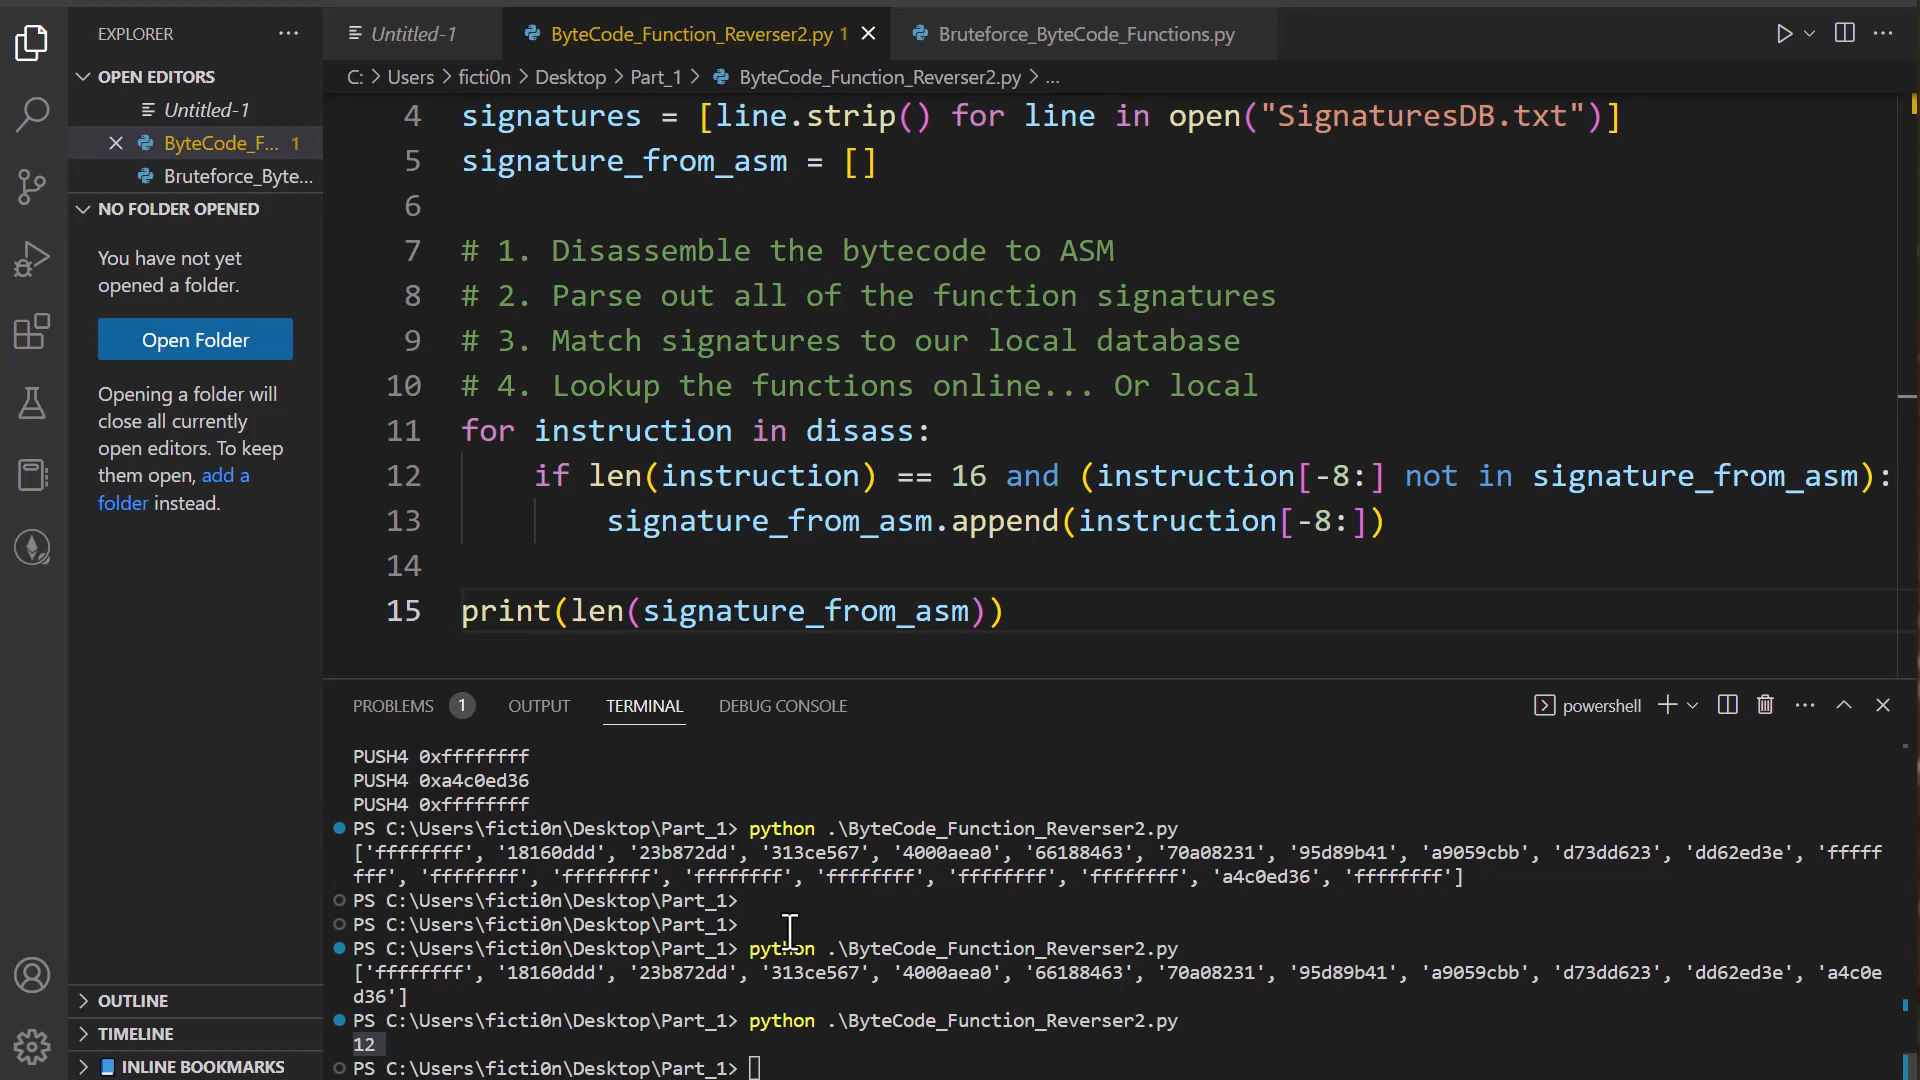 EXPLORER
OPEN EDITORS
Untitled-1
ByteCode_F... 1
Bruteforce_Byte...
NO FOLDER OPENED
You have not yet
opened a folder.
Open Folder
Opening a folder will
close all currently
open editors. To keep
them open, add a
folder instead.
OUTLINE
TIMELINE
INLINE BOOKMARKS
Untitled-1
ByteCode_Function_Reverser2.py 1
Bruteforce_ByteCode_Functions.py
C: > Users > ficti0n > Desktop > Part_1 > ByteCode_Function_Reverser2.py > ...
4 signatures = [line.strip() for line in open("SignaturesDB.txt")]
5 signature_from_asm = []
6
7 # 1. Disassemble the bytecode to ASM
8 # 2. Parse out all of the function signatures
9 # 3. Match signatures to our local database
10 # 4. Lookup the functions online... Or local
11 for instruction in disass:
12 if len(instruction) == 16 and (instruction[-8:] not in signature_from_asm):
13 signature_from_asm.append(instruction[-8:])
14
15 print(len(signature_from_asm))
PROBLEMS 1 OUTPUT TERMINAL DEBUG CONSOLE
powershell
PUSH4 0xffffffff
PUSH4 0xa4c0ed36
PUSH4 0xffffffff
PS C:\Users\ficti0n\Desktop\Part_1> python .\ByteCode_Function_Reverser2.py
['ffffffff', '18160ddd', '23b872dd', '313ce567', '4000aea0', '66188463', '70a08231', '95d89b41', 'a9059cbb', 'd73dd623', 'dd62ed3e', 'fffff
fff', 'ffffffff', 'ffffffff', 'ffffffff', 'ffffffff', 'ffffffff', 'ffffffff', 'a4c0ed36', 'ffffffff']
PS C:\Users\ficti0n\Desktop\Part_1>
PS C:\Users\ficti0n\Desktop\Part_1>
PS C:\Users\ficti0n\Desktop\Part_1> python .\ByteCode_Function_Reverser2.py
['ffffffff', '18160ddd', '23b872dd', '313ce567', '4000aea0', '66188463', '70a08231', '95d89b41', 'a9059cbb', 'd73dd623', 'dd62ed3e', 'a4c0e
d36']
PS C:\Users\ficti0n\Desktop\Part_1> python .\ByteCode_Function_Reverser2.py
12
PS C:\Users\ficti0n\Desktop\Part_1>